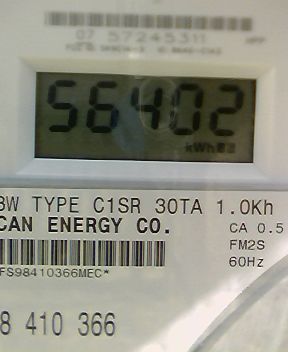 07 57245311
56402
kWh
3W TYPE C1SR 30TA 1.0Kh
CAN ENERGY CO.
CA 0.5
FM2S
60Hz
FS98410366MEC*
8 410 366